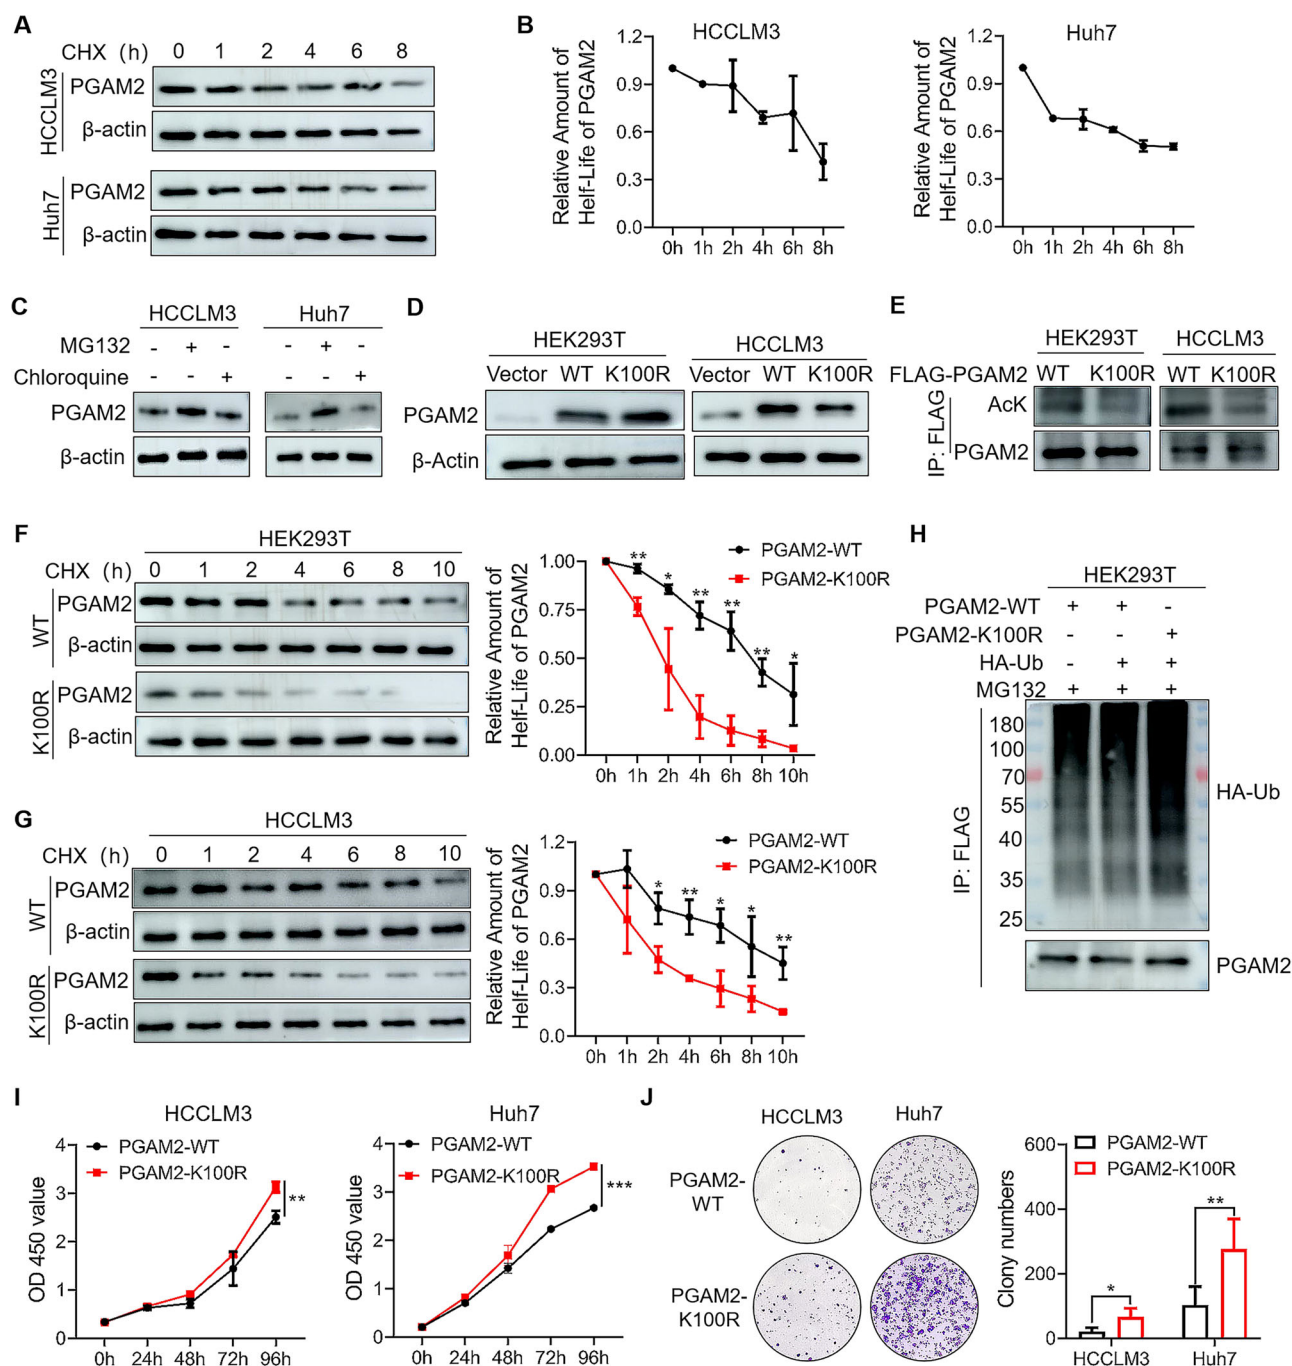 A
CHX (h) 0 1 2 4 6 8
HCCLM3
PGAM2
β-actin
Huh7
PGAM2
β-actin
B
HCCLM3
Relative Amount of
Helf-Life of PGAM2
1.2
0.9
0.6
0.3
0.0
0h 1h 2h 4h 6h 8h
Huh7
Relative Amount of
Helf-Life of PGAM2
1.2
0.9
0.6
0.3
0.0
0h 1h 2h 4h 6h 8h
C
HCCLM3 Huh7
MG132 - + - - + -
Chloroquine - - + - - +
PGAM2
β-actin
D
HEK293T HCCLM3
Vector WT K100R Vector WT K100R
PGAM2
β-Actin
E
HEK293T HCCLM3
FLAG-PGAM2 WT K100R WT K100R
IP: FLAG
AcK
PGAM2
F
HEK293T
CHX (h) 0 1 2 4 6 8 10
WT
PGAM2
β-actin
K100R
PGAM2
β-actin
Relative Amount of
Helf-Life of PGAM2
PGAM2-WT
PGAM2-K100R
1.00
0.75
0.50
0.25
0.00
** * ** ** ** *
0h 1h 2h 4h 6h 8h 10h
G
HCCLM3
CHX (h) 0 1 2 4 6 8 10
WT
PGAM2
β-actin
K100R
PGAM2
β-actin
Relative Amount of
Helf-Life of PGAM2
PGAM2-WT
PGAM2-K100R
1.2
0.9
0.6
0.3
0.0
* ** * * **
0h 1h 2h 4h 6h 8h 10h
H
HEK293T
PGAM2-WT + + -
PGAM2-K100R - - +
HA-Ub - + +
MG132 + + +
IP: FLAG
180
100
70
55
40
35
25
HA-Ub
PGAM2
I
HCCLM3
OD 450 value
PGAM2-WT
PGAM2-K100R
4
3
2
1
0
**
0h 24h 48h 72h 96h
Huh7
OD 450 value
PGAM2-WT
PGAM2-K100R
4
3
2
1
0
***
0h 24h 48h 72h 96h
J
HCCLM3 Huh7
PGAM2-
WT
PGAM2-
K100R
Clony numbers
PGAM2-WT
PGAM2-K100R
600
400
200
0
* **
HCCLM3 Huh7